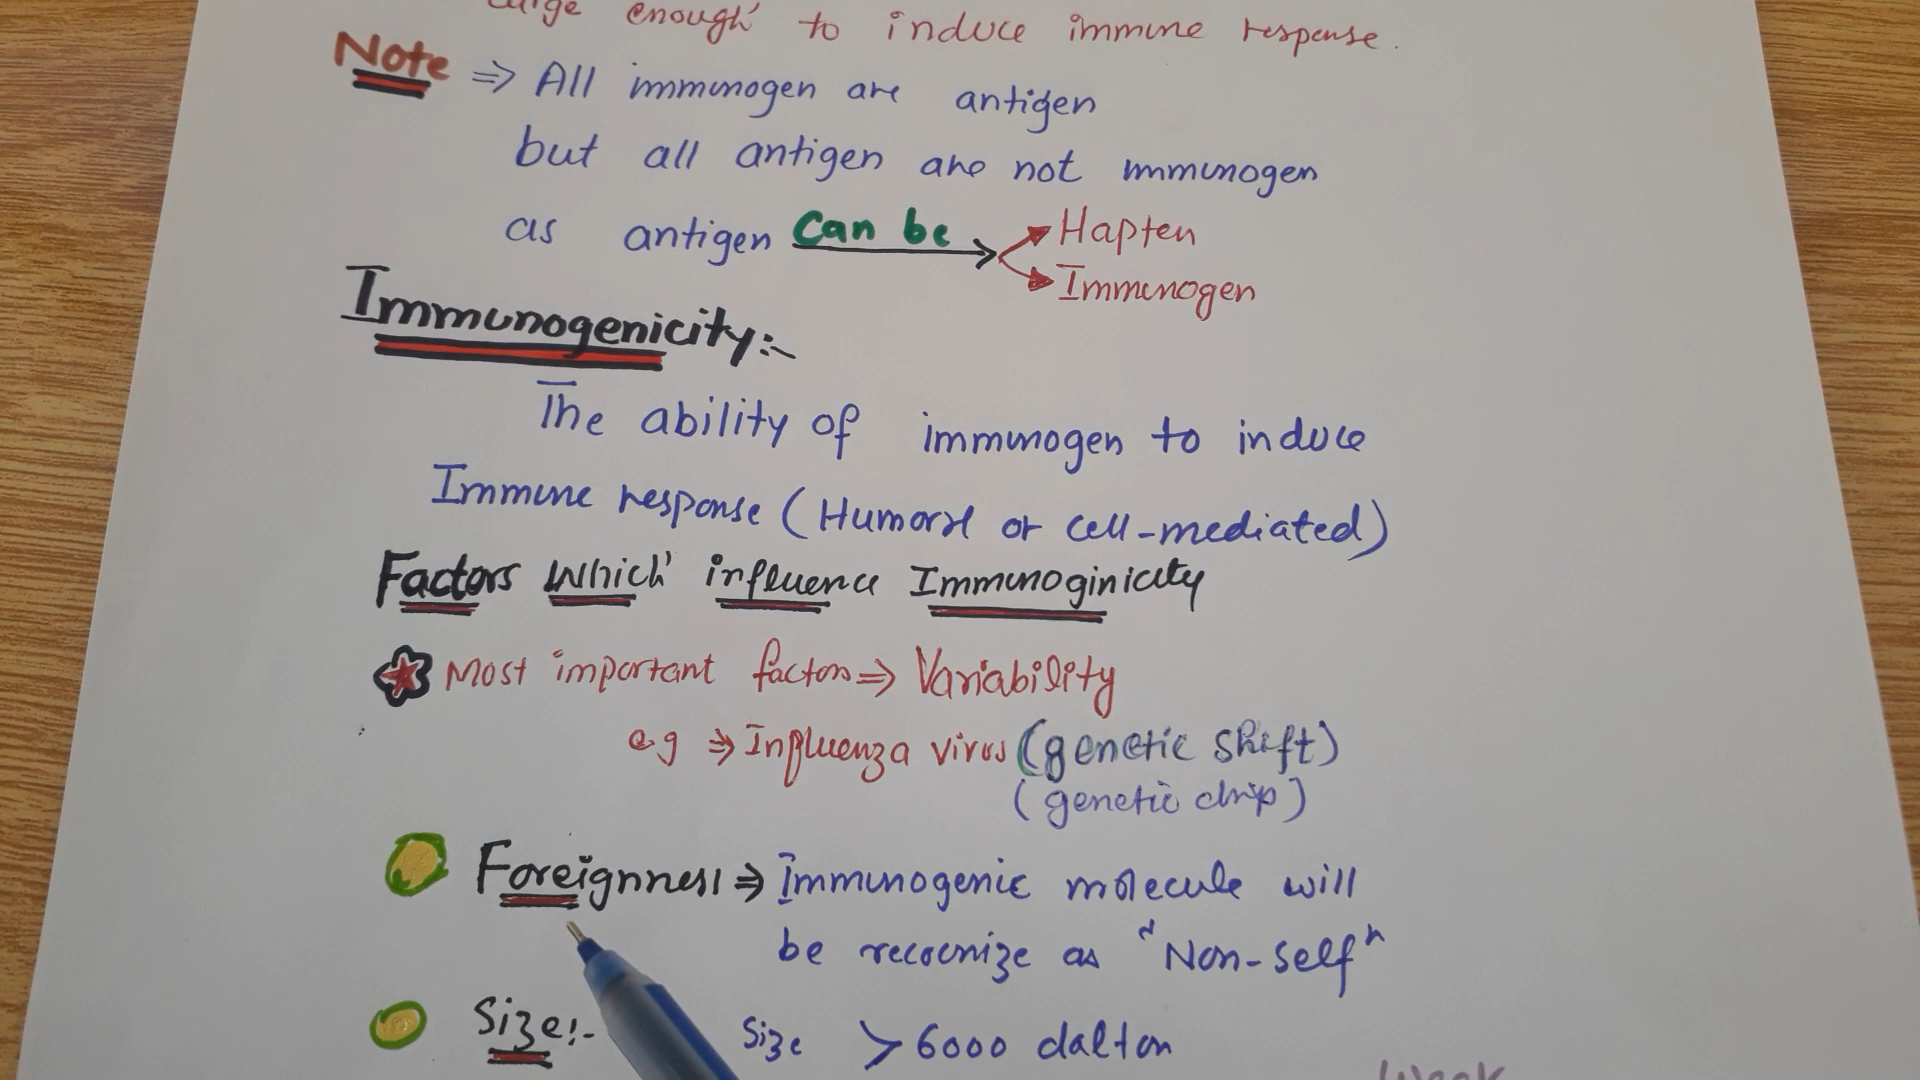 large enough to induce immune response.
Note ⇒ All immunogen are antigen
but all antigen are not immunogen
as antigen Can be → Hapten
Immunogen
Immunogenicity:-
The ability of immunogen to induce
Immune response (Humoral or cell-mediated)
Factors which influence Immunoginicity
Most important factors ⇒ Variability
e.g ⇒ Influenza virus (genetic shift)
(genetic drip)
Foreignness ⇒ Immunogenic molecule will
be recocnize as "Non-self"
Size:- Size > 6000 dalton